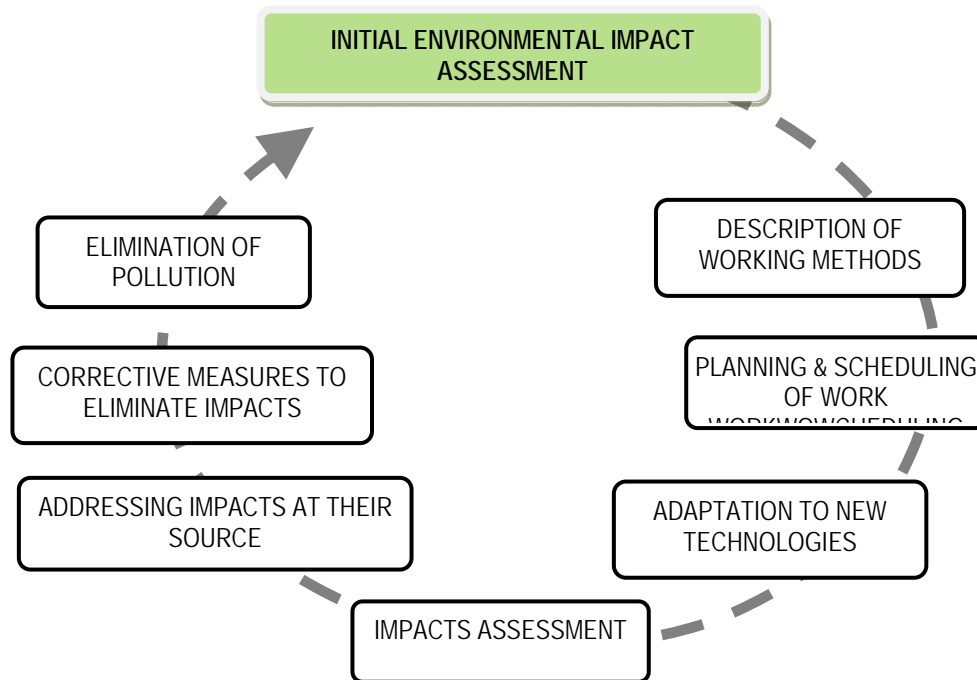 INITIAL ENVIRONMENTAL IMPACT
ASSESSMENT
DESCRIPTION OF
WORKING METHODS
PLANNING & SCHEDULING
OF WORK
ADAPTATION TO NEW
TECHNOLOGIES
IMPACTS ASSESSMENT
ADDRESSING IMPACTS AT THEIR
SOURCE
CORRECTIVE MEASURES TO
ELIMINATE IMPACTS
ELIMINATION OF
POLLUTION